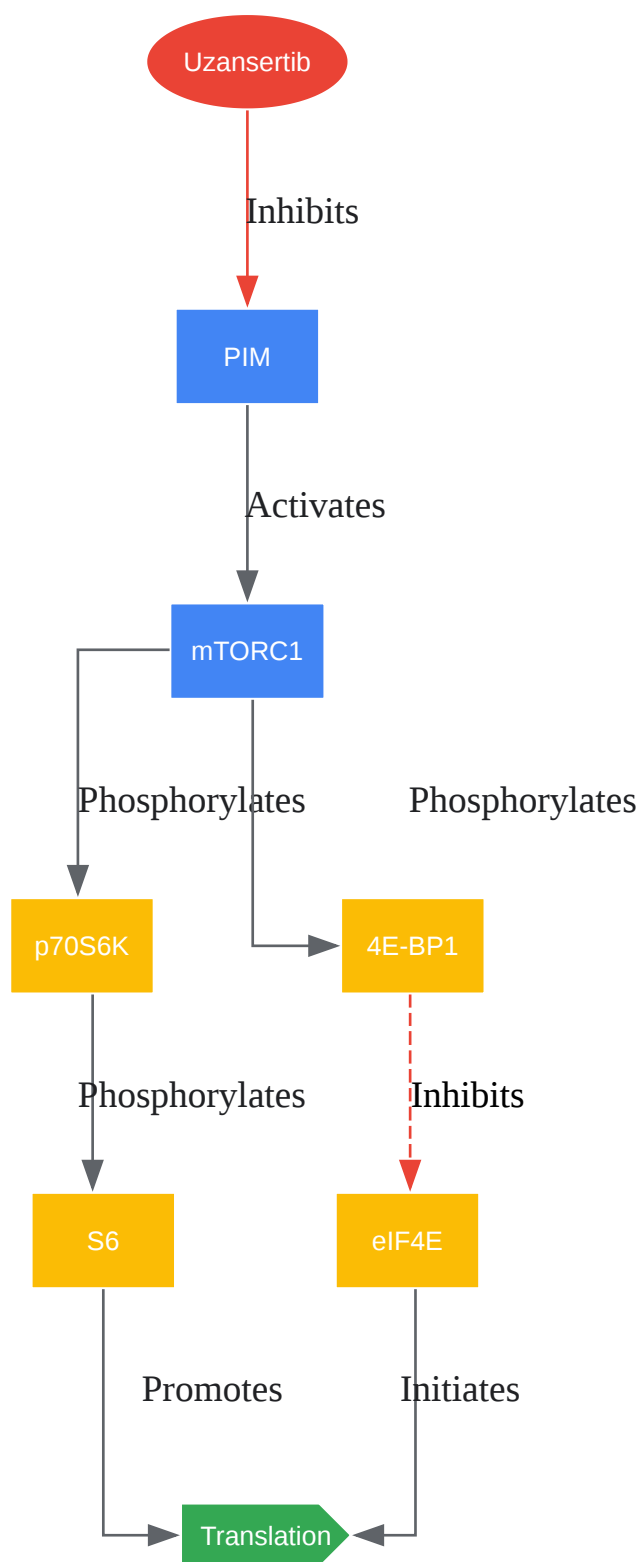 Uzansertib
Inhibits
PIM
Activates
mTORC1
Phosphorylates
Phosphorylates
p70S6K
4E-BP1
Phosphorylates
Inhibits
S6
eIF4E
Promotes
Initiates
Translation